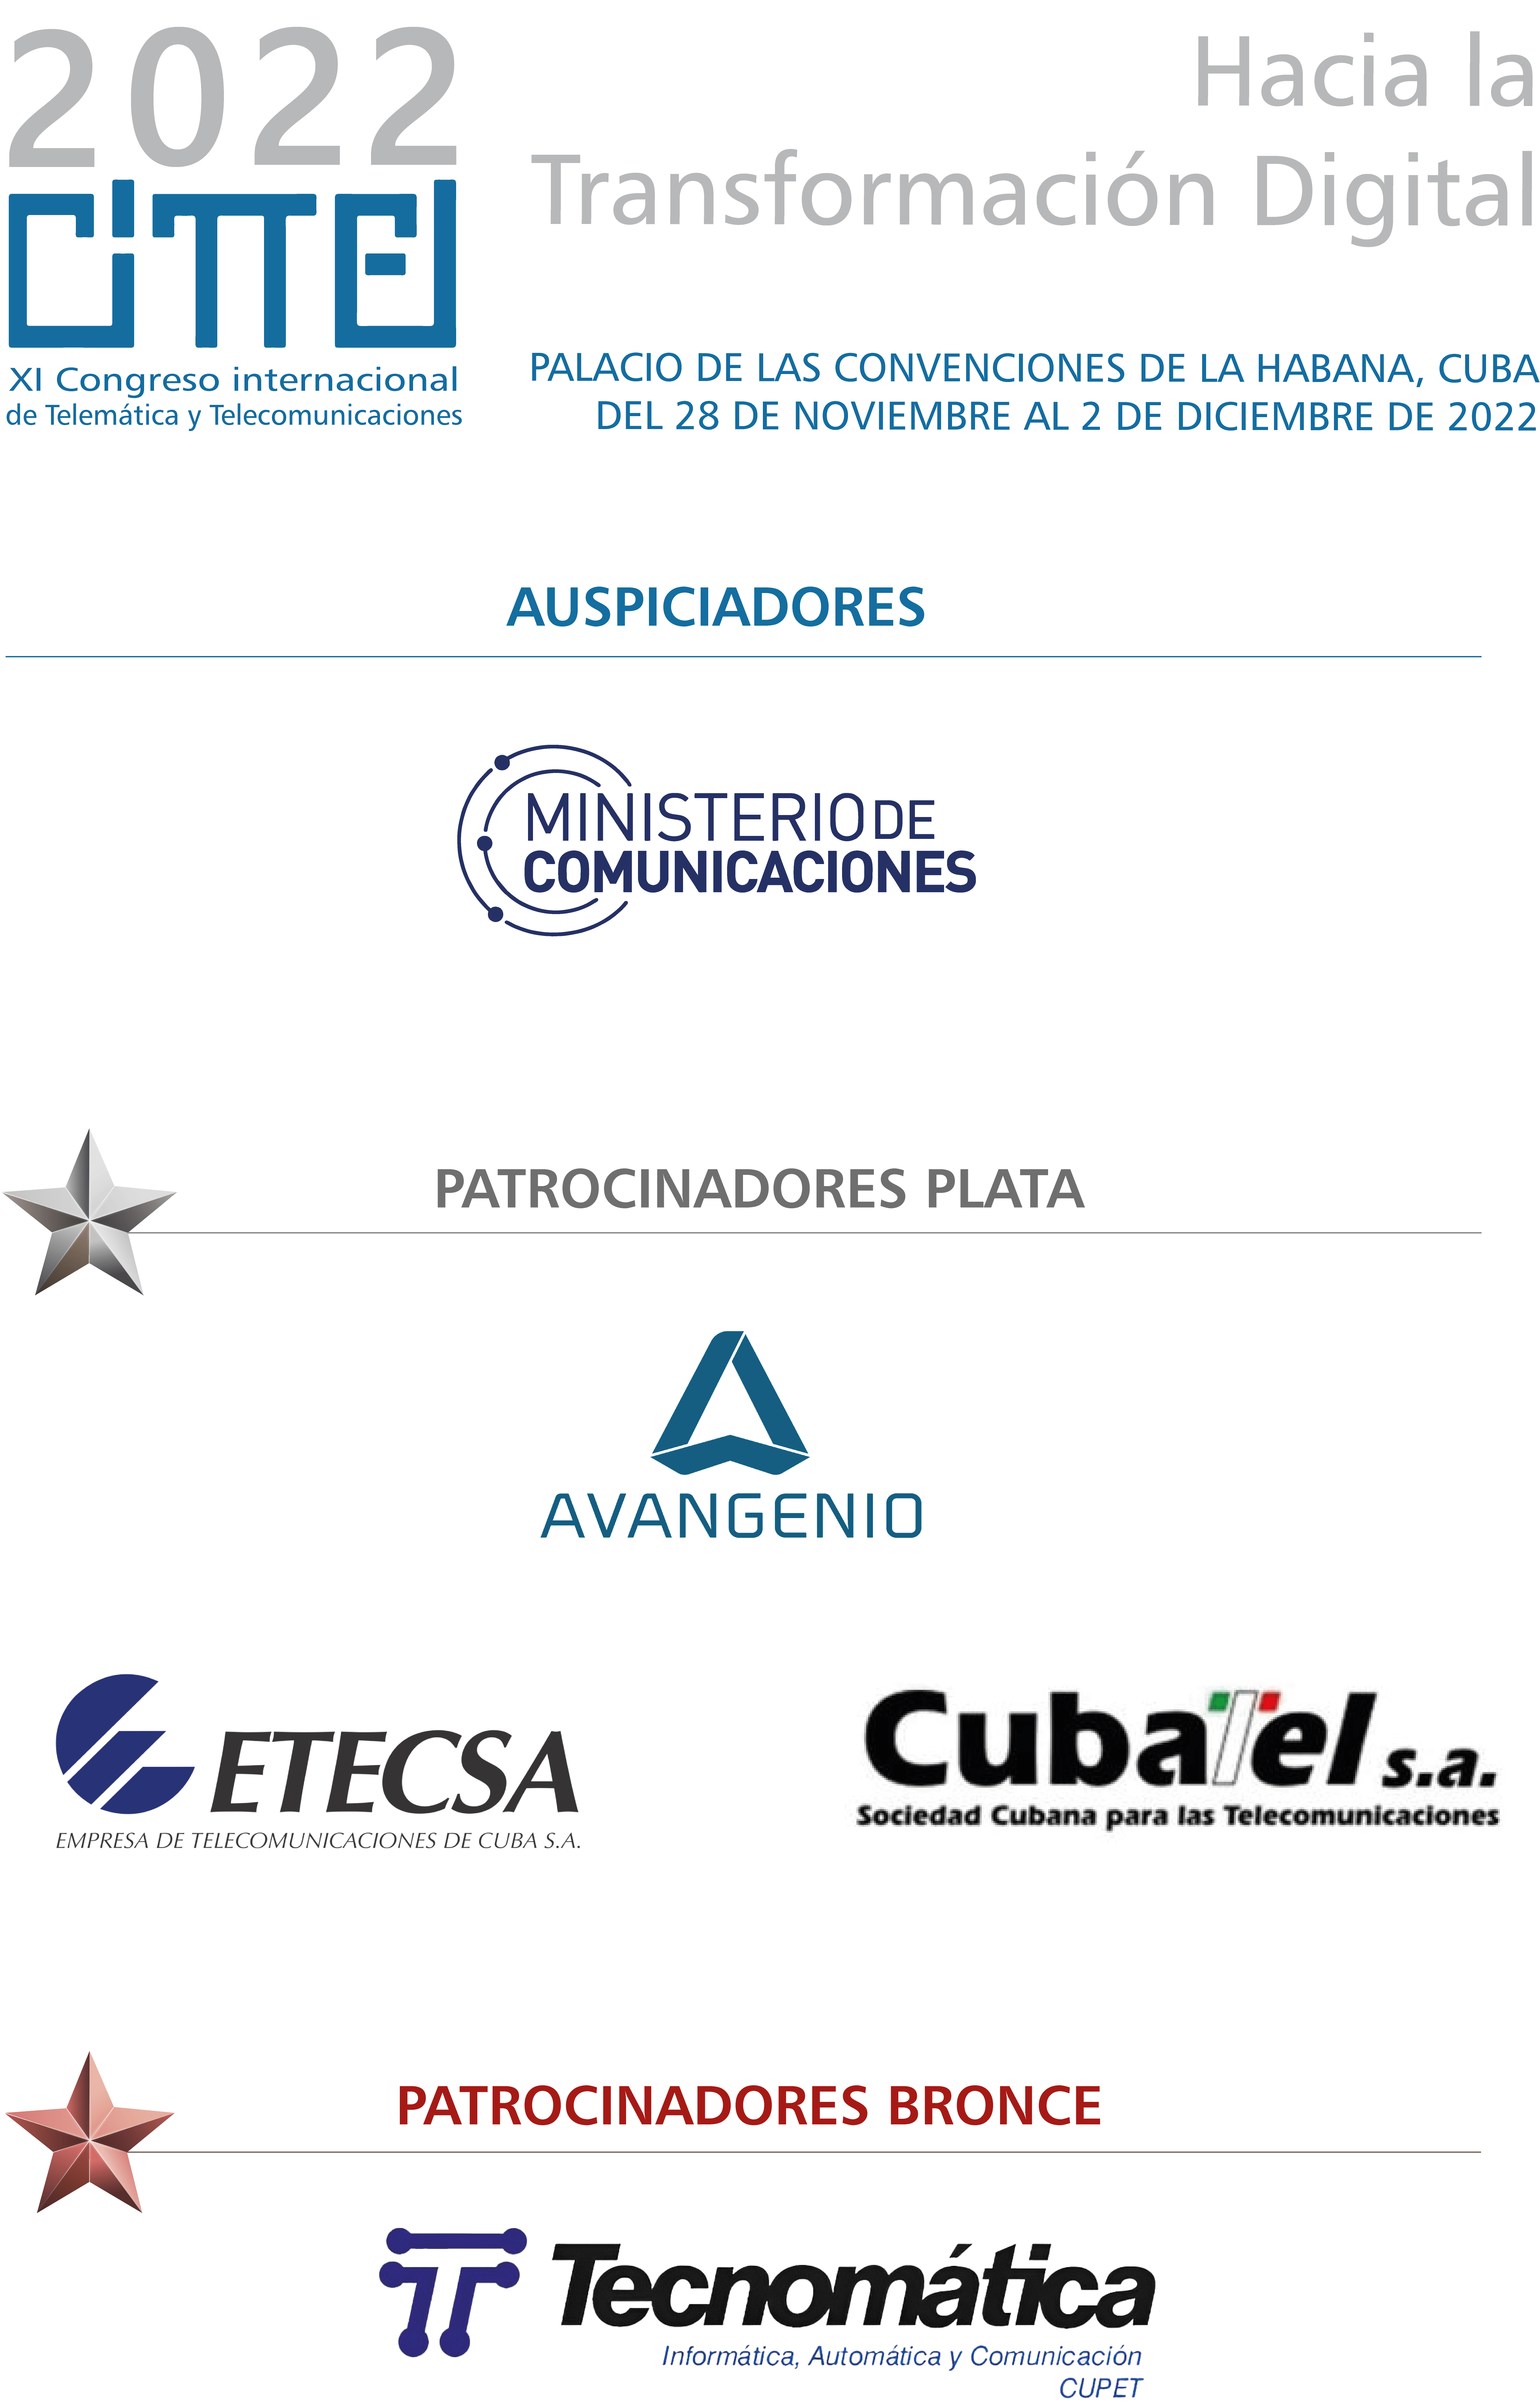 2022
CITTEL
XI Congreso internacional
de Telemática y Telecomunicaciones
Hacia la
Transformación Digital
PALACIO DE LAS CONVENCIONES DE LA HABANA, CUBA
DEL 28 DE NOVIEMBRE AL 2 DE DICIEMBRE DE 2022
AUSPICIADORES
MINISTERIO DE
COMUNICACIONES
PATROCINADORES PLATA
AVANGENIO
ETECSA
EMPRESA DE TELECOMUNICACIONES DE CUBA S.A.
CubaTel s.a.
Sociedad Cubana para las Telecomunicaciones
PATROCINADORES BRONCE
Tecnomática
Informática, Automática y Comunicación
CUPET